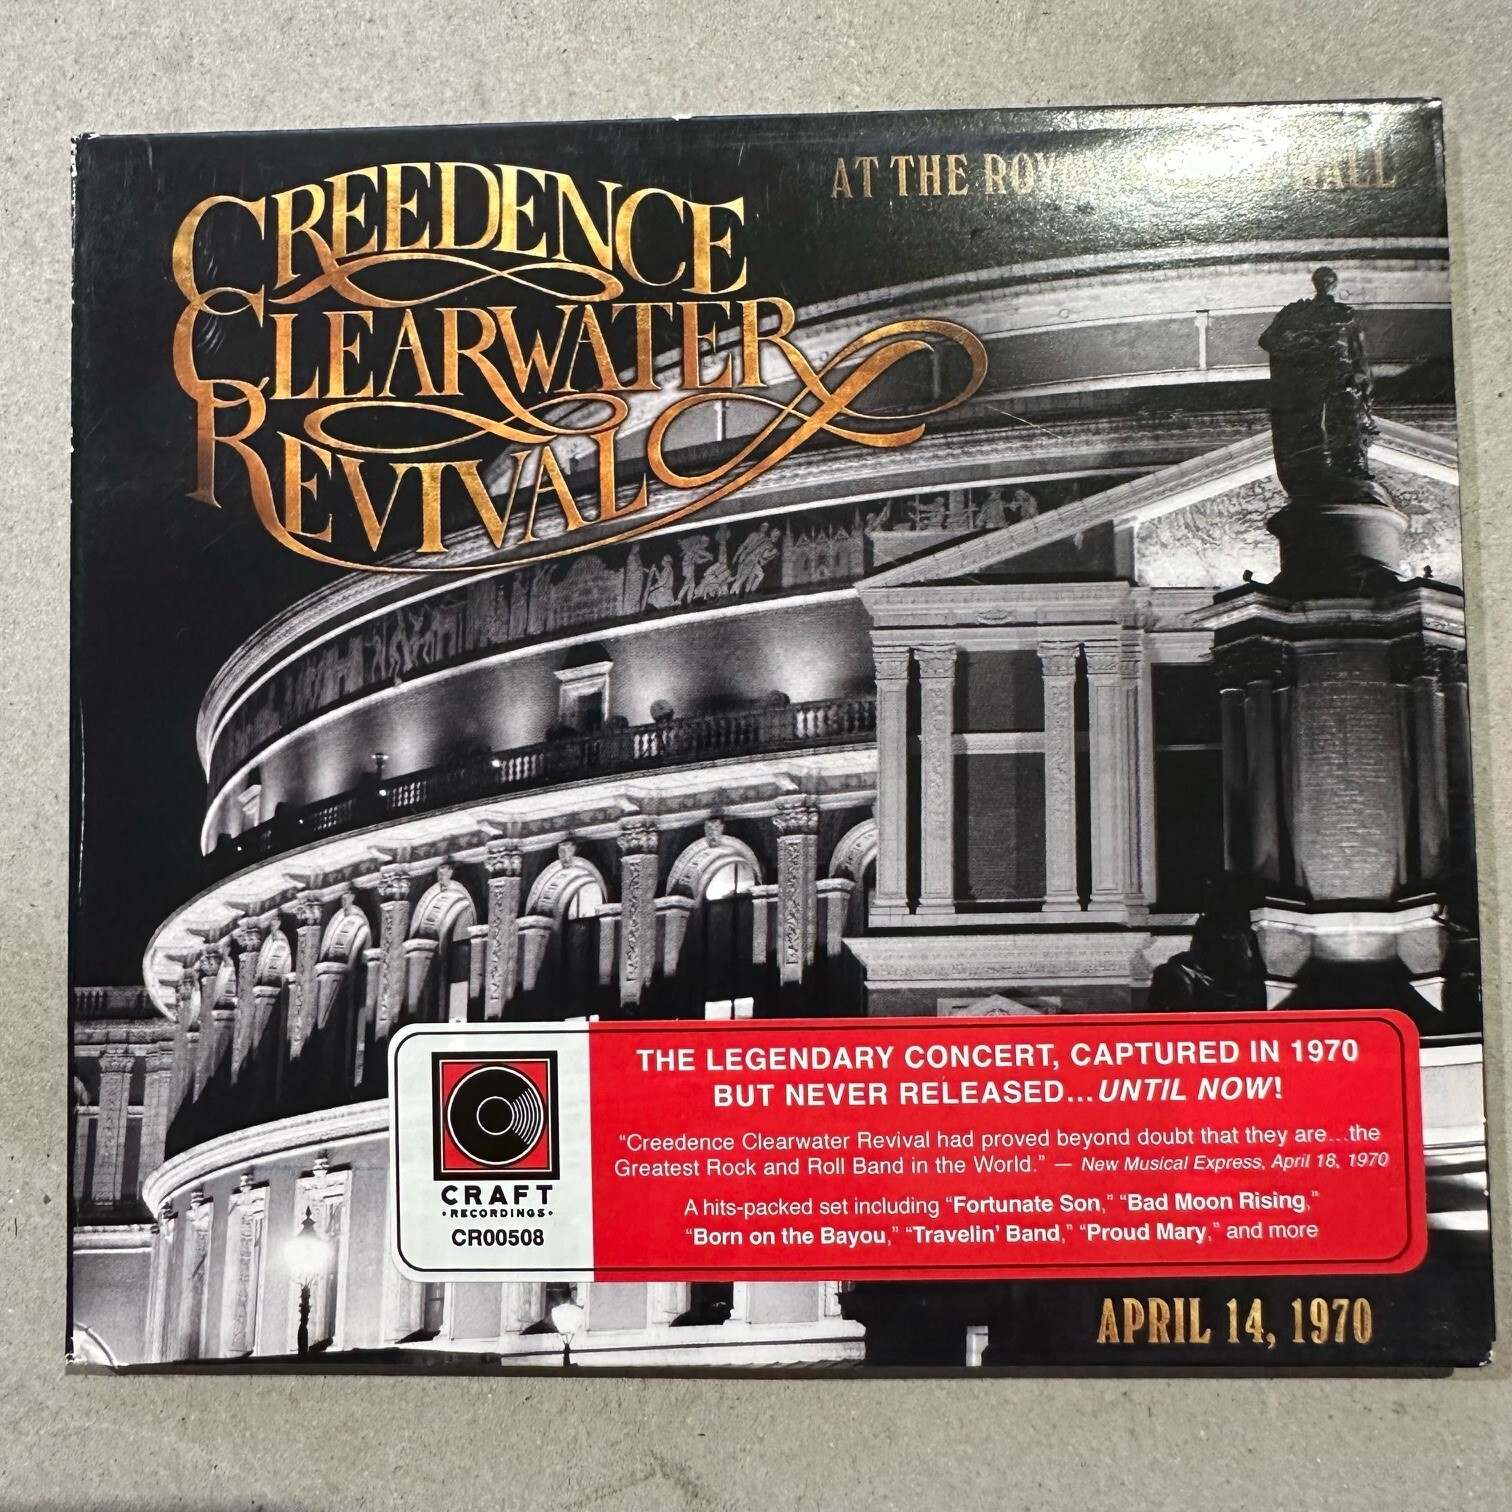 CREEDENCE
CLEARWATER
REVIVAL
AT THE HALL
CRAFT
•RECORDINGS•
CR00508
THE LEGENDARY CONCERT, CAPTURED IN 1970
BUT NEVER RELEASED...UNTIL NOW!
“Creedence Clearwater Revival had proved beyond doubt that they are...the
Greatest Rock and Roll Band in the World.” — New Musical Express, April 18, 1970
A hits-packed set including “Fortunate Son,” “Bad Moon Rising,”
“Born on the Bayou,” “Travelin’ Band,” “Proud Mary,” and more
APRIL 14, 1970